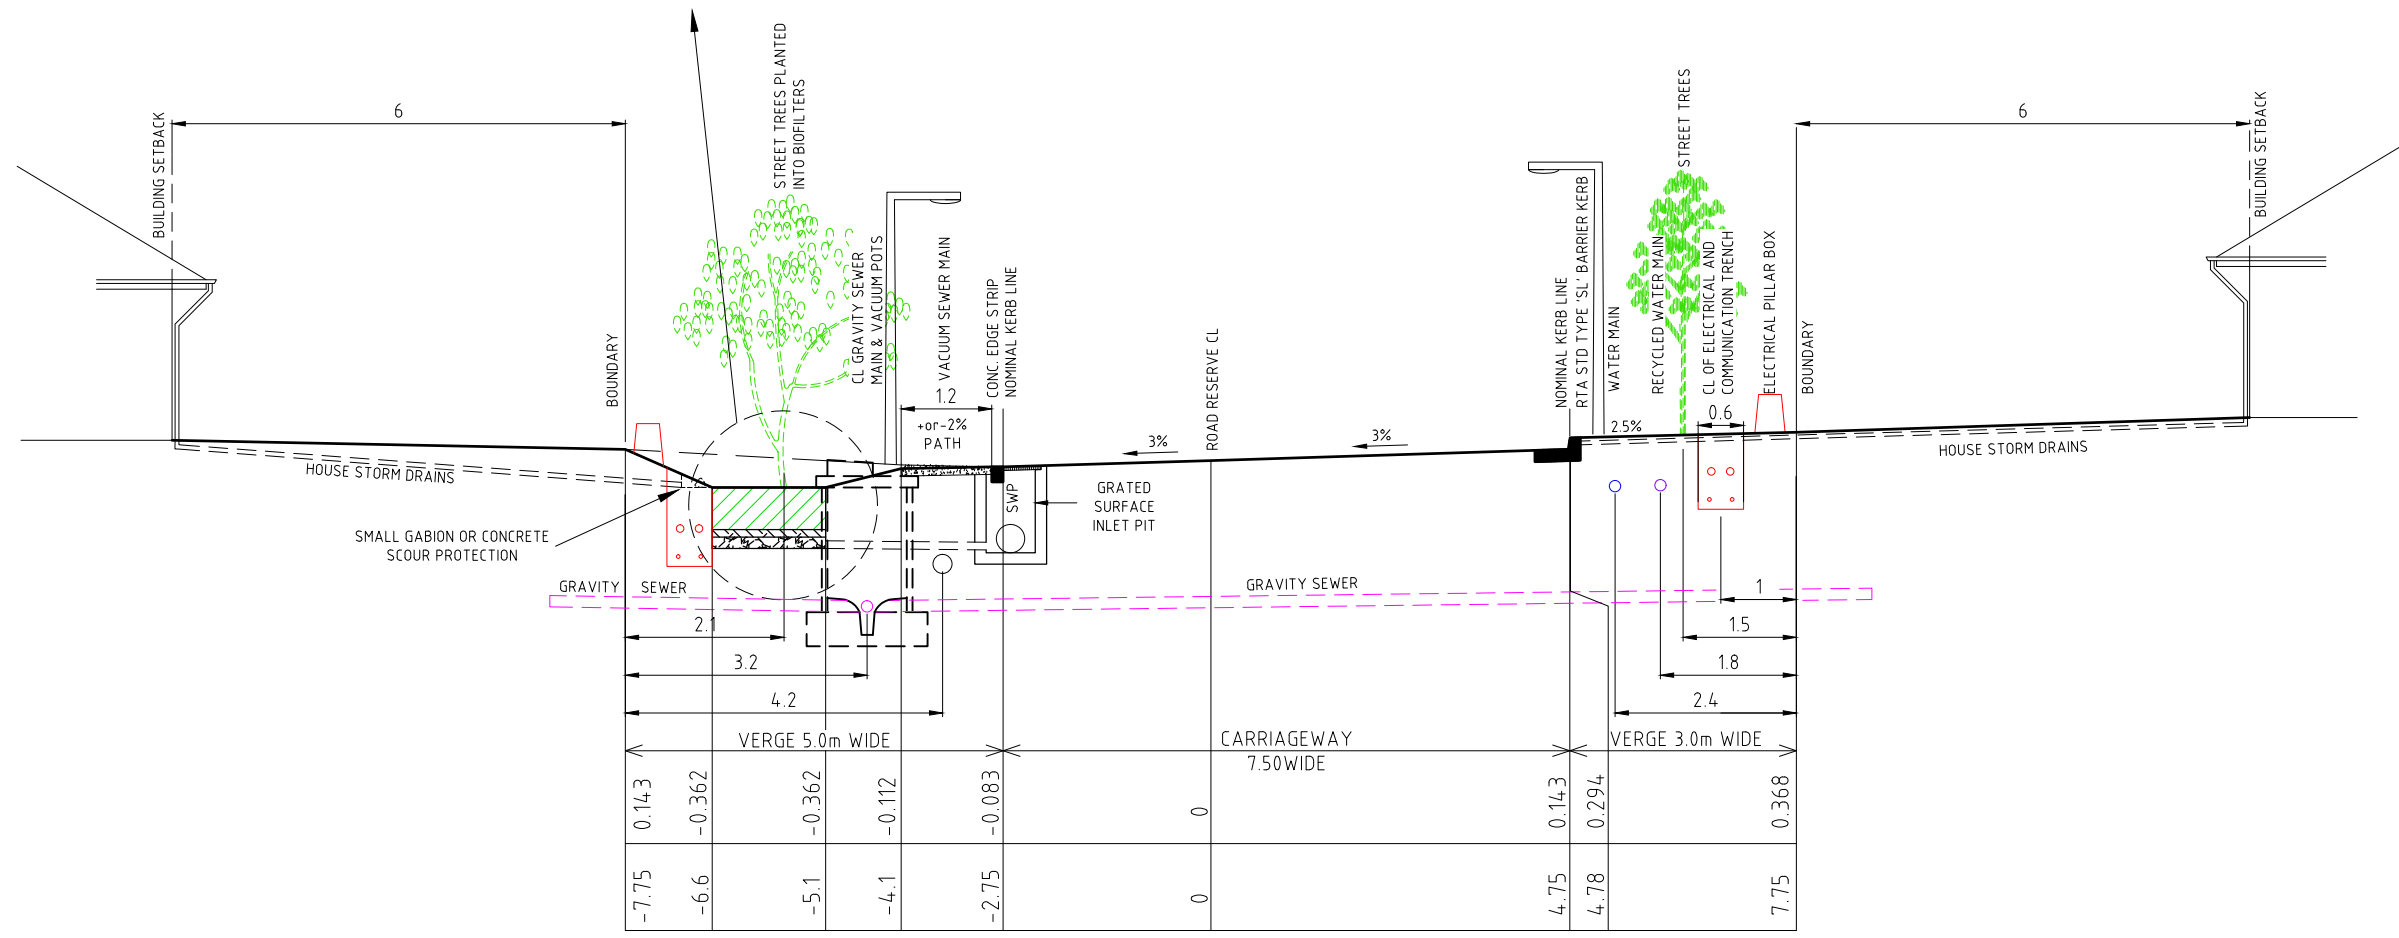 6
BUILDING SETBACK
BOUNDARY
STREET TREES PLANTED
INTO BIOFILTERS
CL GRAVITY SEWER
MAIN & VACUUM POTS
VACUUM SEWER MAIN
CONC. EDGE STRIP
NOMINAL KERB LINE
1.2
+or-2%
PATH
3%
ROAD RESERVE CL
3%
NOMINAL KERB LINE
RTA STD TYPE 'SL' BARRIER KERB
WATER MAIN
RECYCLED WATER MAIN
STREET TREES
CL OF ELECTRICAL AND
COMMUNICATION TRENCH
ELECTRICAL PILLAR BOX
BOUNDARY
6
BUILDING SETBACK
0.6
2.5%
HOUSE STORM DRAINS
HOUSE STORM DRAINS
SMALL GABION OR CONCRETE
SCOUR PROTECTION
SWP
GRATED
SURFACE
INLET PIT
GRAVITY SEWER
GRAVITY SEWER
2.1
3.2
4.2
1
1.5
1.8
2.4
VERGE 5.0m WIDE
CARRIAGEWAY
7.50WIDE
VERGE 3.0m WIDE
0.143
-0.362
-0.362
-0.112
-0.083
0
0.143
0.294
0.368
-7.75
-6.6
-5.1
-4.1
-2.75
0
4.75
4.78
7.75